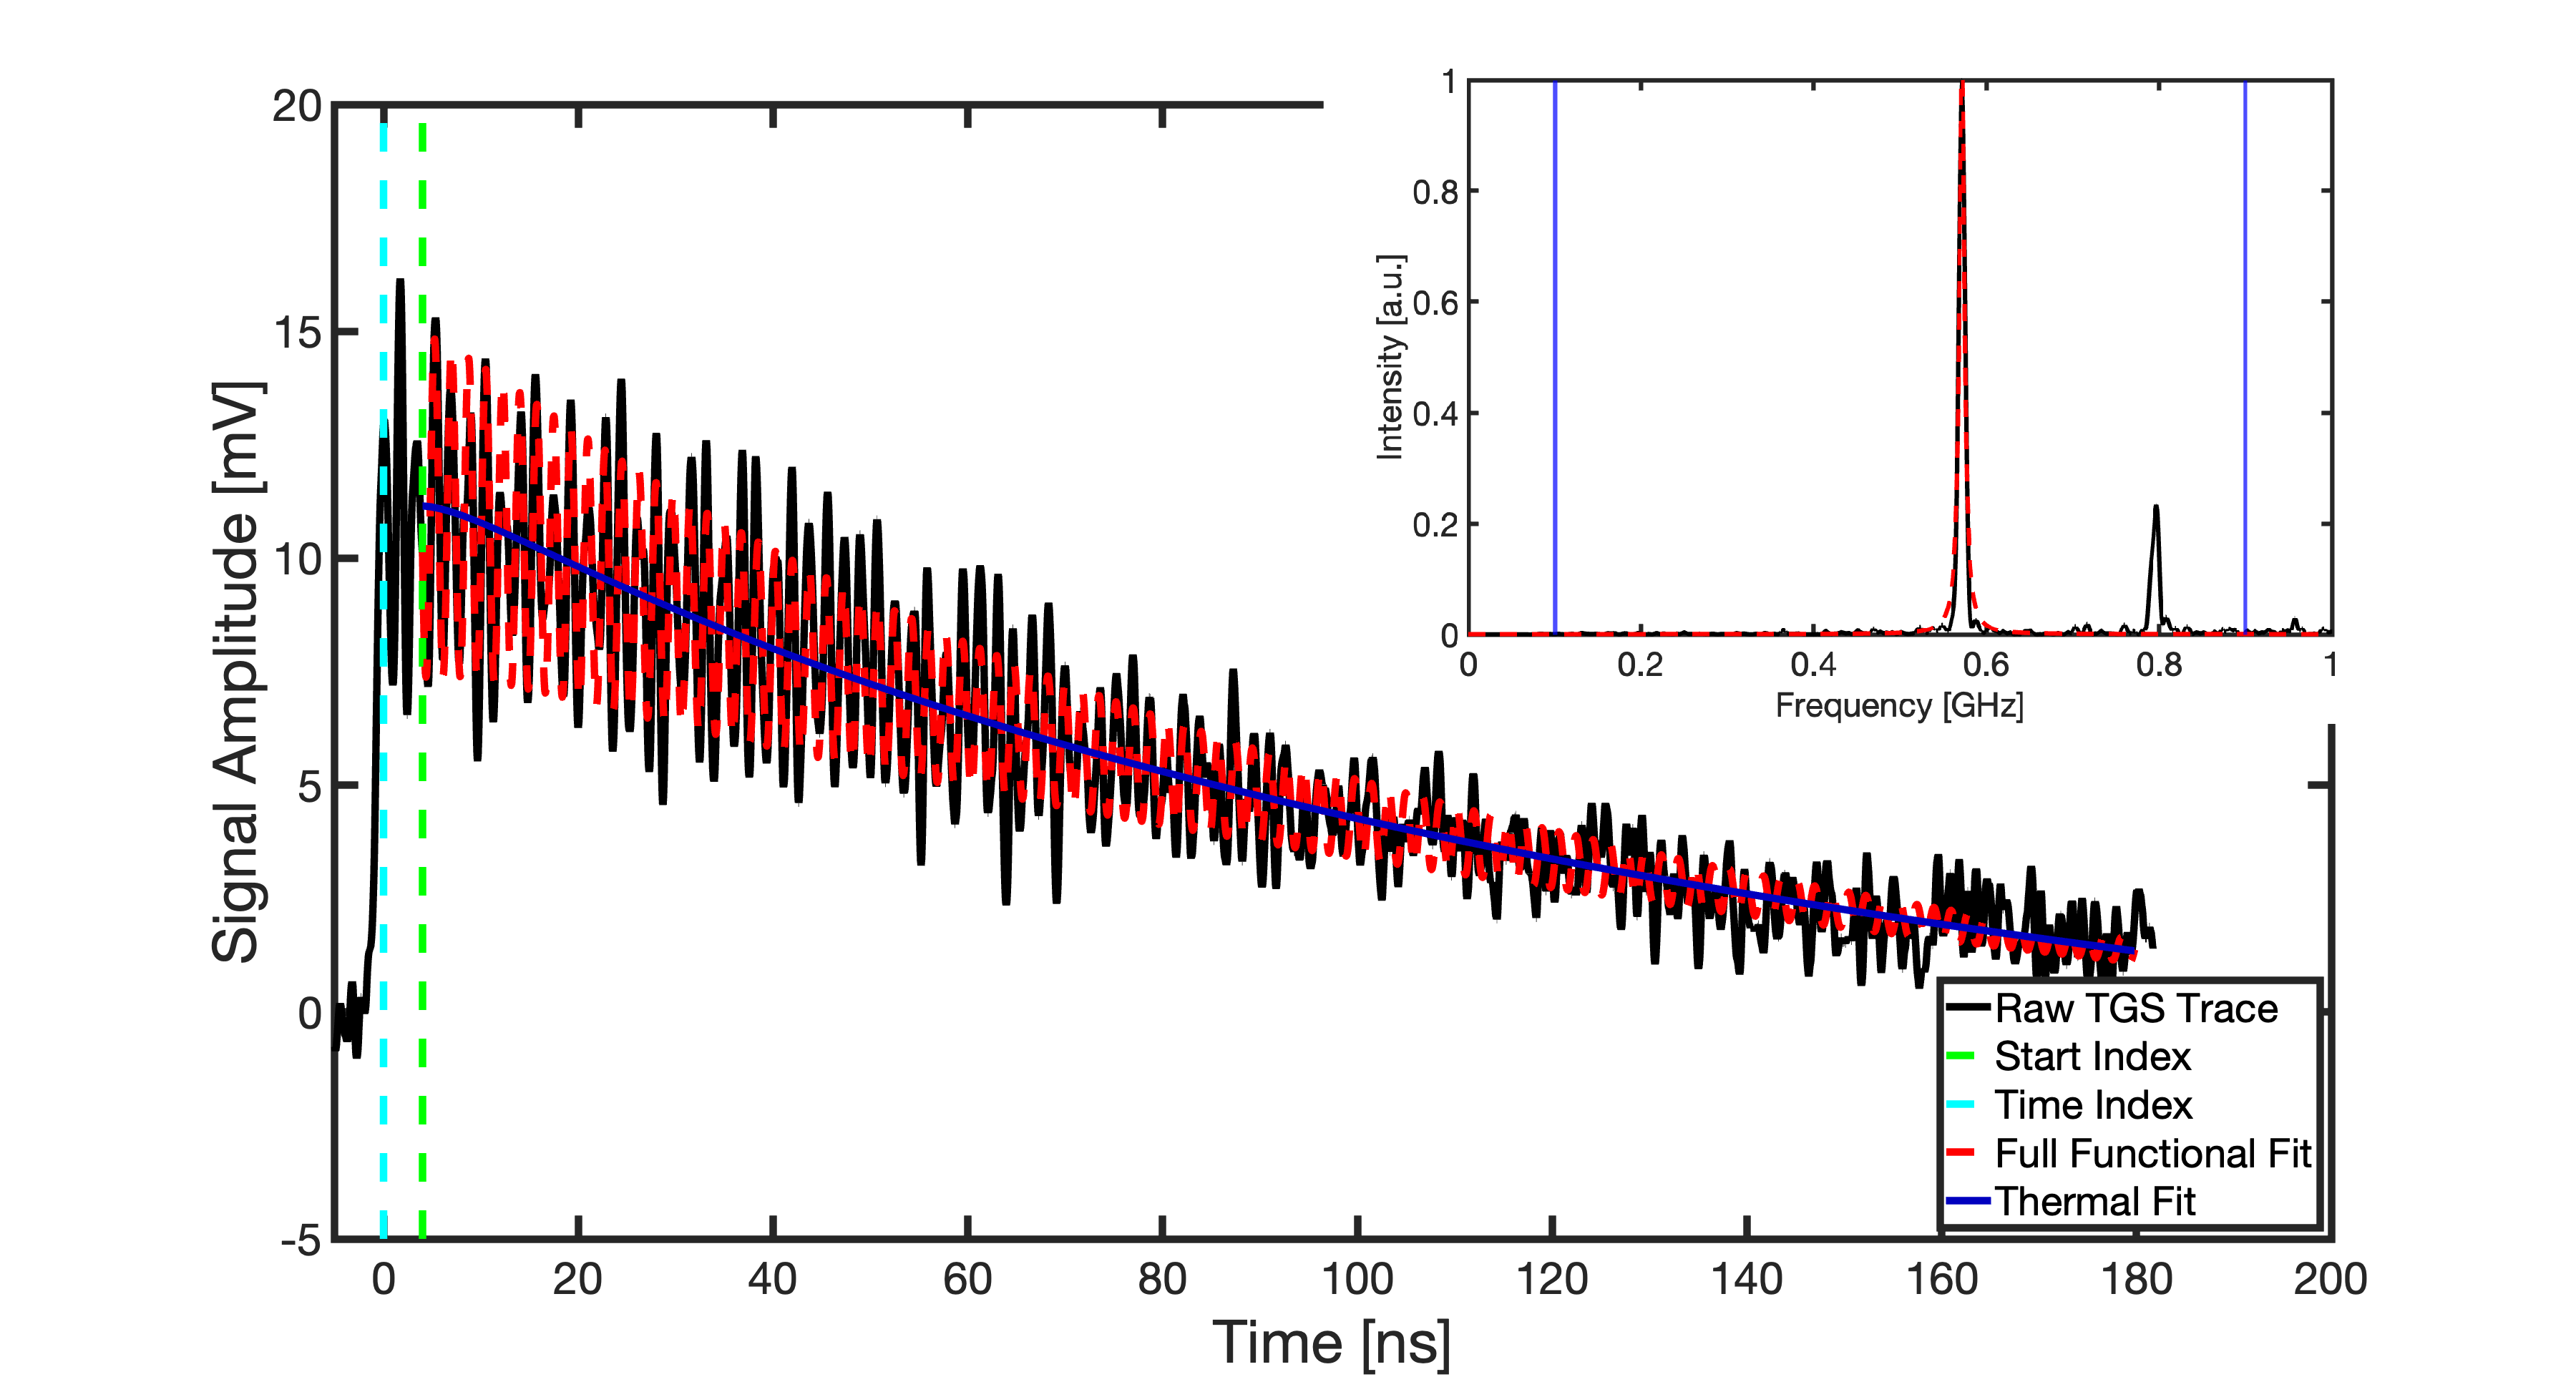 20
15
10
5
0
-5
Signal Amplitude [mV]
0 20 40 60 80 100 120 140 160 180 200
Time [ns]
1
0.8
0.6
0.4
0.2
0
Intensity [a.u.]
0 0.2 0.4 0.6 0.8 1
Frequency [GHz]
Raw TGS Trace
Start Index
Time Index
Full Functional Fit
Thermal Fit